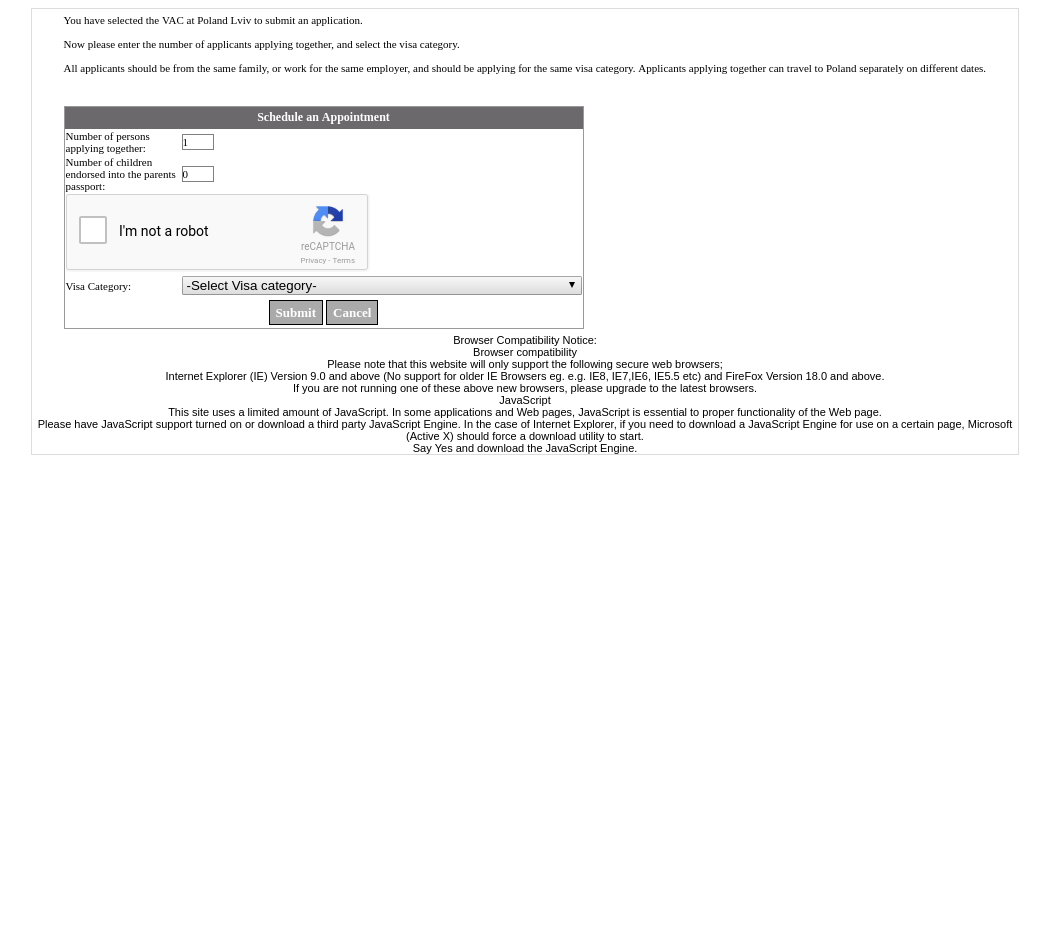 You have selected the VAC at Poland Lviv to submit an application.
Now please enter the number of applicants applying together, and select the visa category.
All applicants should be from the same family, or work for the same employer, and should be applying for the same visa category. Applicants applying together can travel to Poland separately on different dates.
Schedule an Appointment
Number of persons
applying together:
1
Number of children
endorsed into the parents
passport:
0
I'm not a robot
reCAPTCHA
Privacy - Terms
Visa Category:
-Select Visa category-
Submit Cancel
Browser Compatibility Notice:
Browser compatibility
Please note that this website will only support the following secure web browsers;
Internet Explorer (IE) Version 9.0 and above (No support for older IE Browsers eg. e.g. IE8, IE7,IE6, IE5.5 etc) and FireFox Version 18.0 and above.
If you are not running one of these above new browsers, please upgrade to the latest browsers.
JavaScript
This site uses a limited amount of JavaScript. In some applications and Web pages, JavaScript is essential to proper functionality of the Web page.
Please have JavaScript support turned on or download a third party JavaScript Engine. In the case of Internet Explorer, if you need to download a JavaScript Engine for use on a certain page, Microsoft
(Active X) should force a download utility to start.
Say Yes and download the JavaScript Engine.